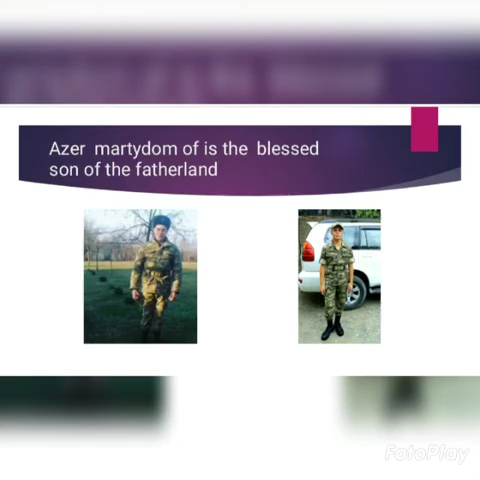 Azer martydom of is the blessed
son of the fatherland
FotoPlay